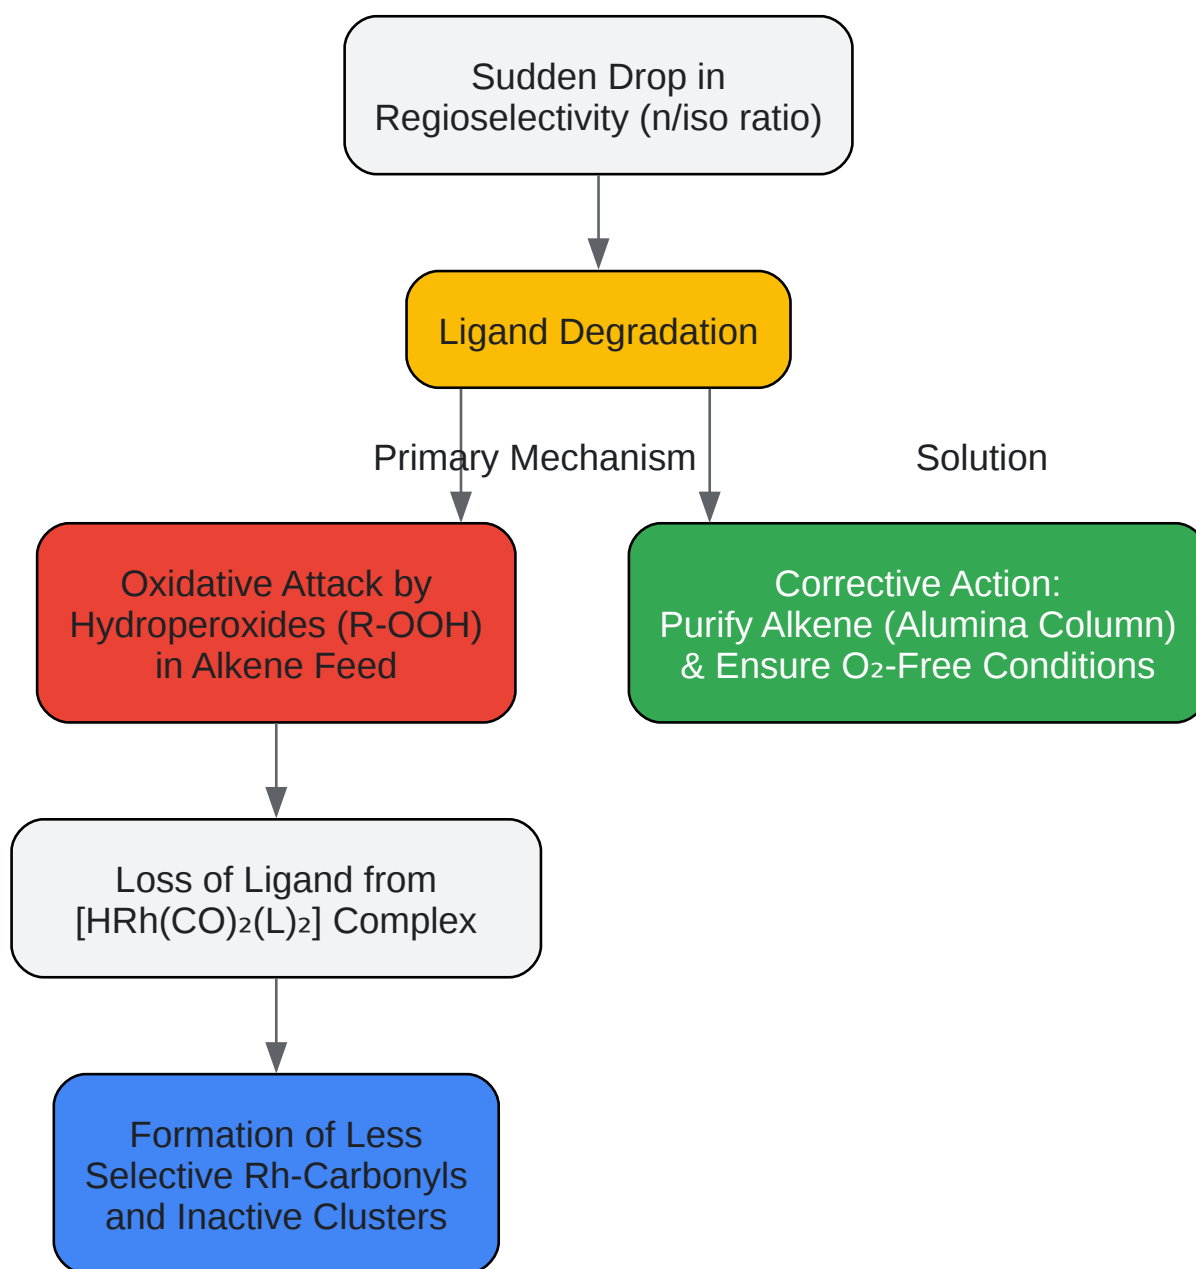 Sudden Drop in
Regioselectivity (n/iso ratio)
Ligand Degradation
Primary Mechanism
Solution
Oxidative Attack by
Hydroperoxides (R-OOH)
in Alkene Feed
Corrective Action:
Purify Alkene (Alumina Column)
& Ensure O₂-Free Conditions
Loss of Ligand from
[HRh(CO)₂(L)₂] Complex
Formation of Less
Selective Rh-Carbonyls
and Inactive Clusters